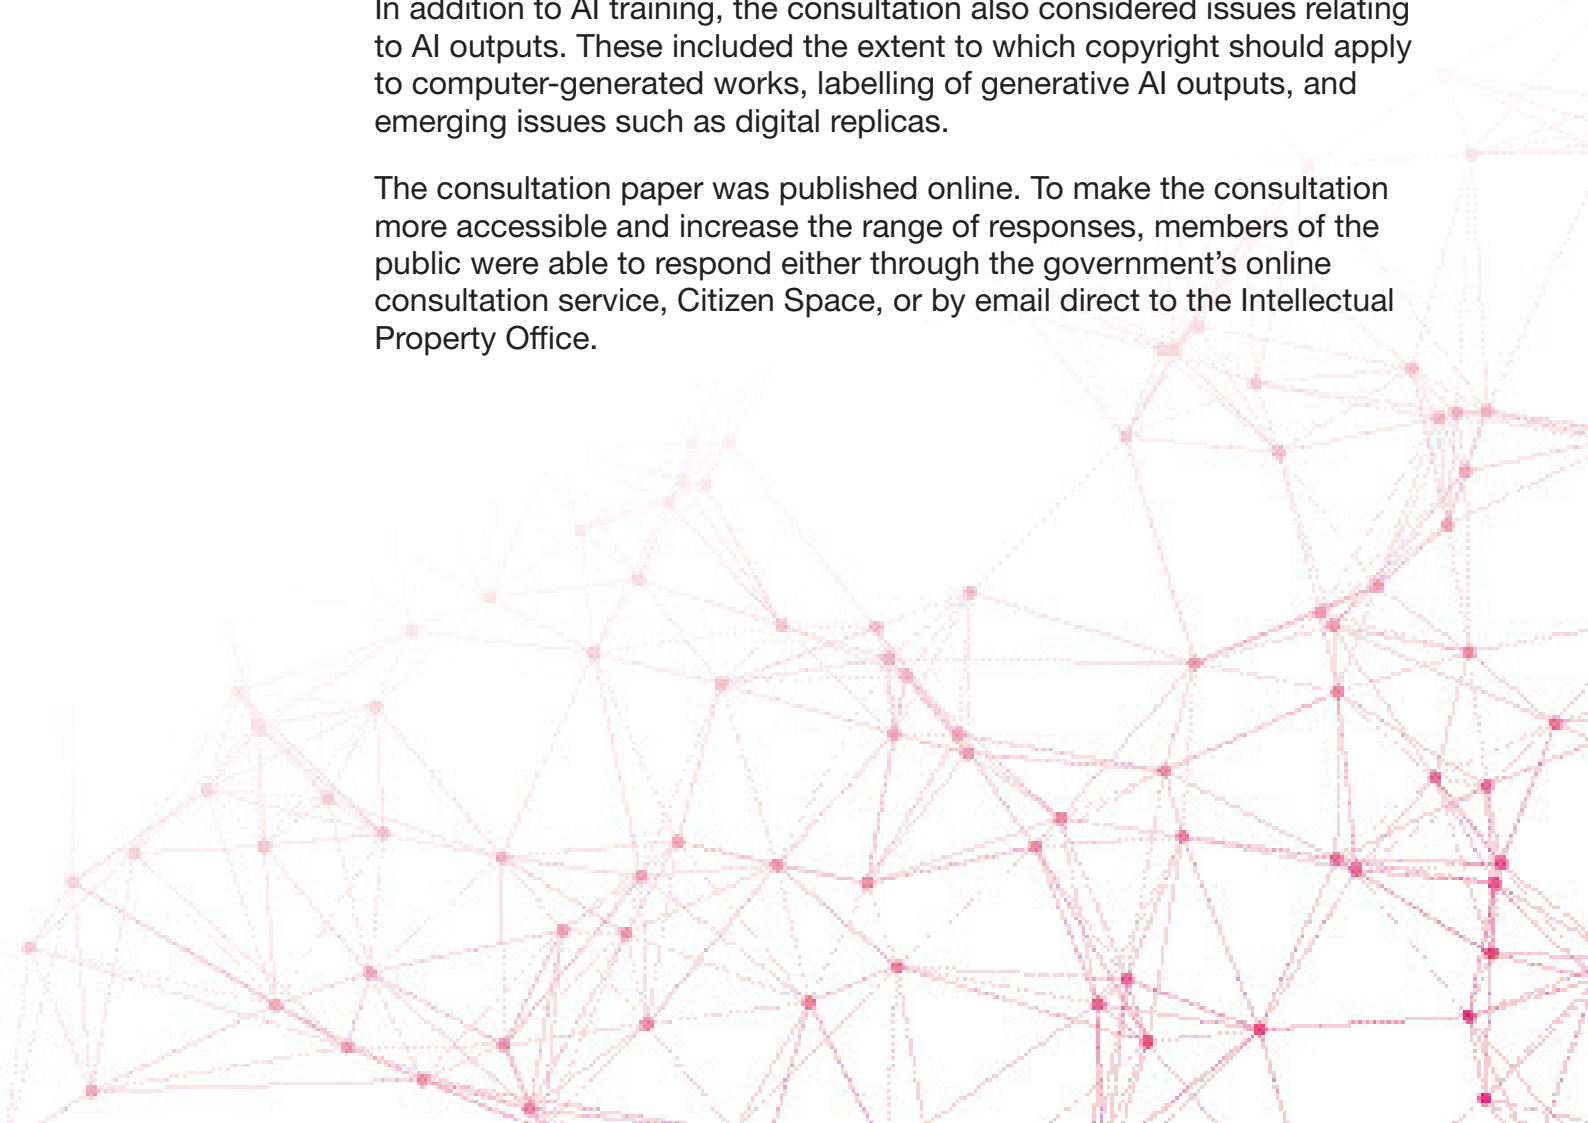 In addition to AI training, the consultation also considered issues relating
to AI outputs. These included the extent to which copyright should apply
to computer-generated works, labelling of generative AI outputs, and
emerging issues such as digital replicas.
The consultation paper was published online. To make the consultation
more accessible and increase the range of responses, members of the
public were able to respond either through the government’s online
consultation service, Citizen Space, or by email direct to the Intellectual
Property Office.